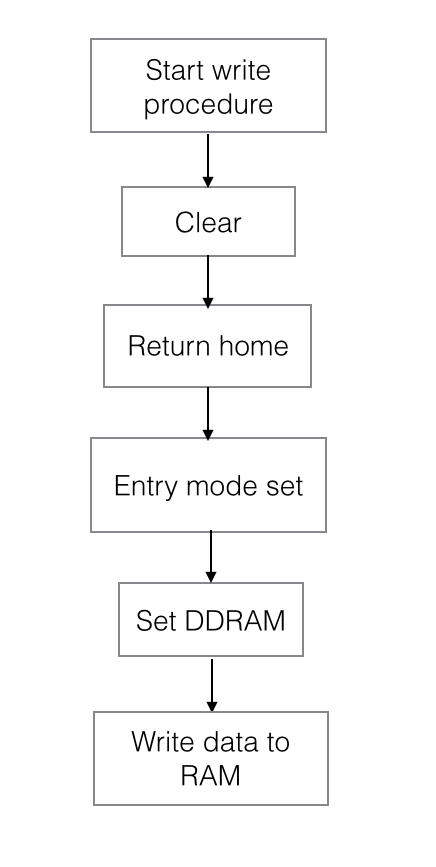 Start write
procedure
Clear
Return home
Entry mode set
Set DDRAM
Write data to
RAM